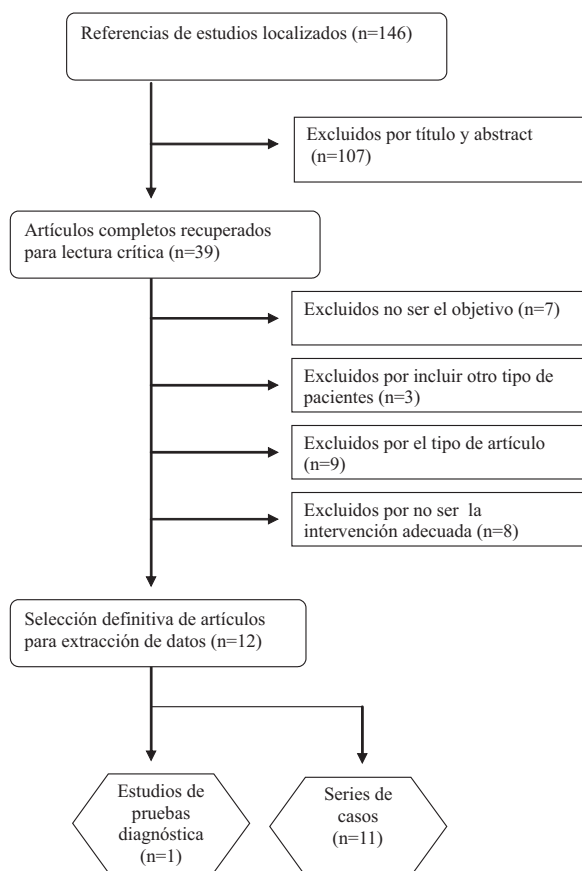 Referencias de estudios localizados (n=146)
Excluidos por título y abstract
(n=107)
Artículos completos recuperados
para lectura crítica (n=39)
Excluidos no ser el objetivo (n=7)
Excluidos por incluir otro tipo de
pacientes (n=3)
Excluidos por el tipo de artículo
(n=9)
Excluidos por no ser la
intervención adecuada (n=8)
Selección definitiva de artículos
para extracción de datos (n=12)
Estudios de
pruebas
diagnóstica
(n=1)
Series de
casos
(n=11)